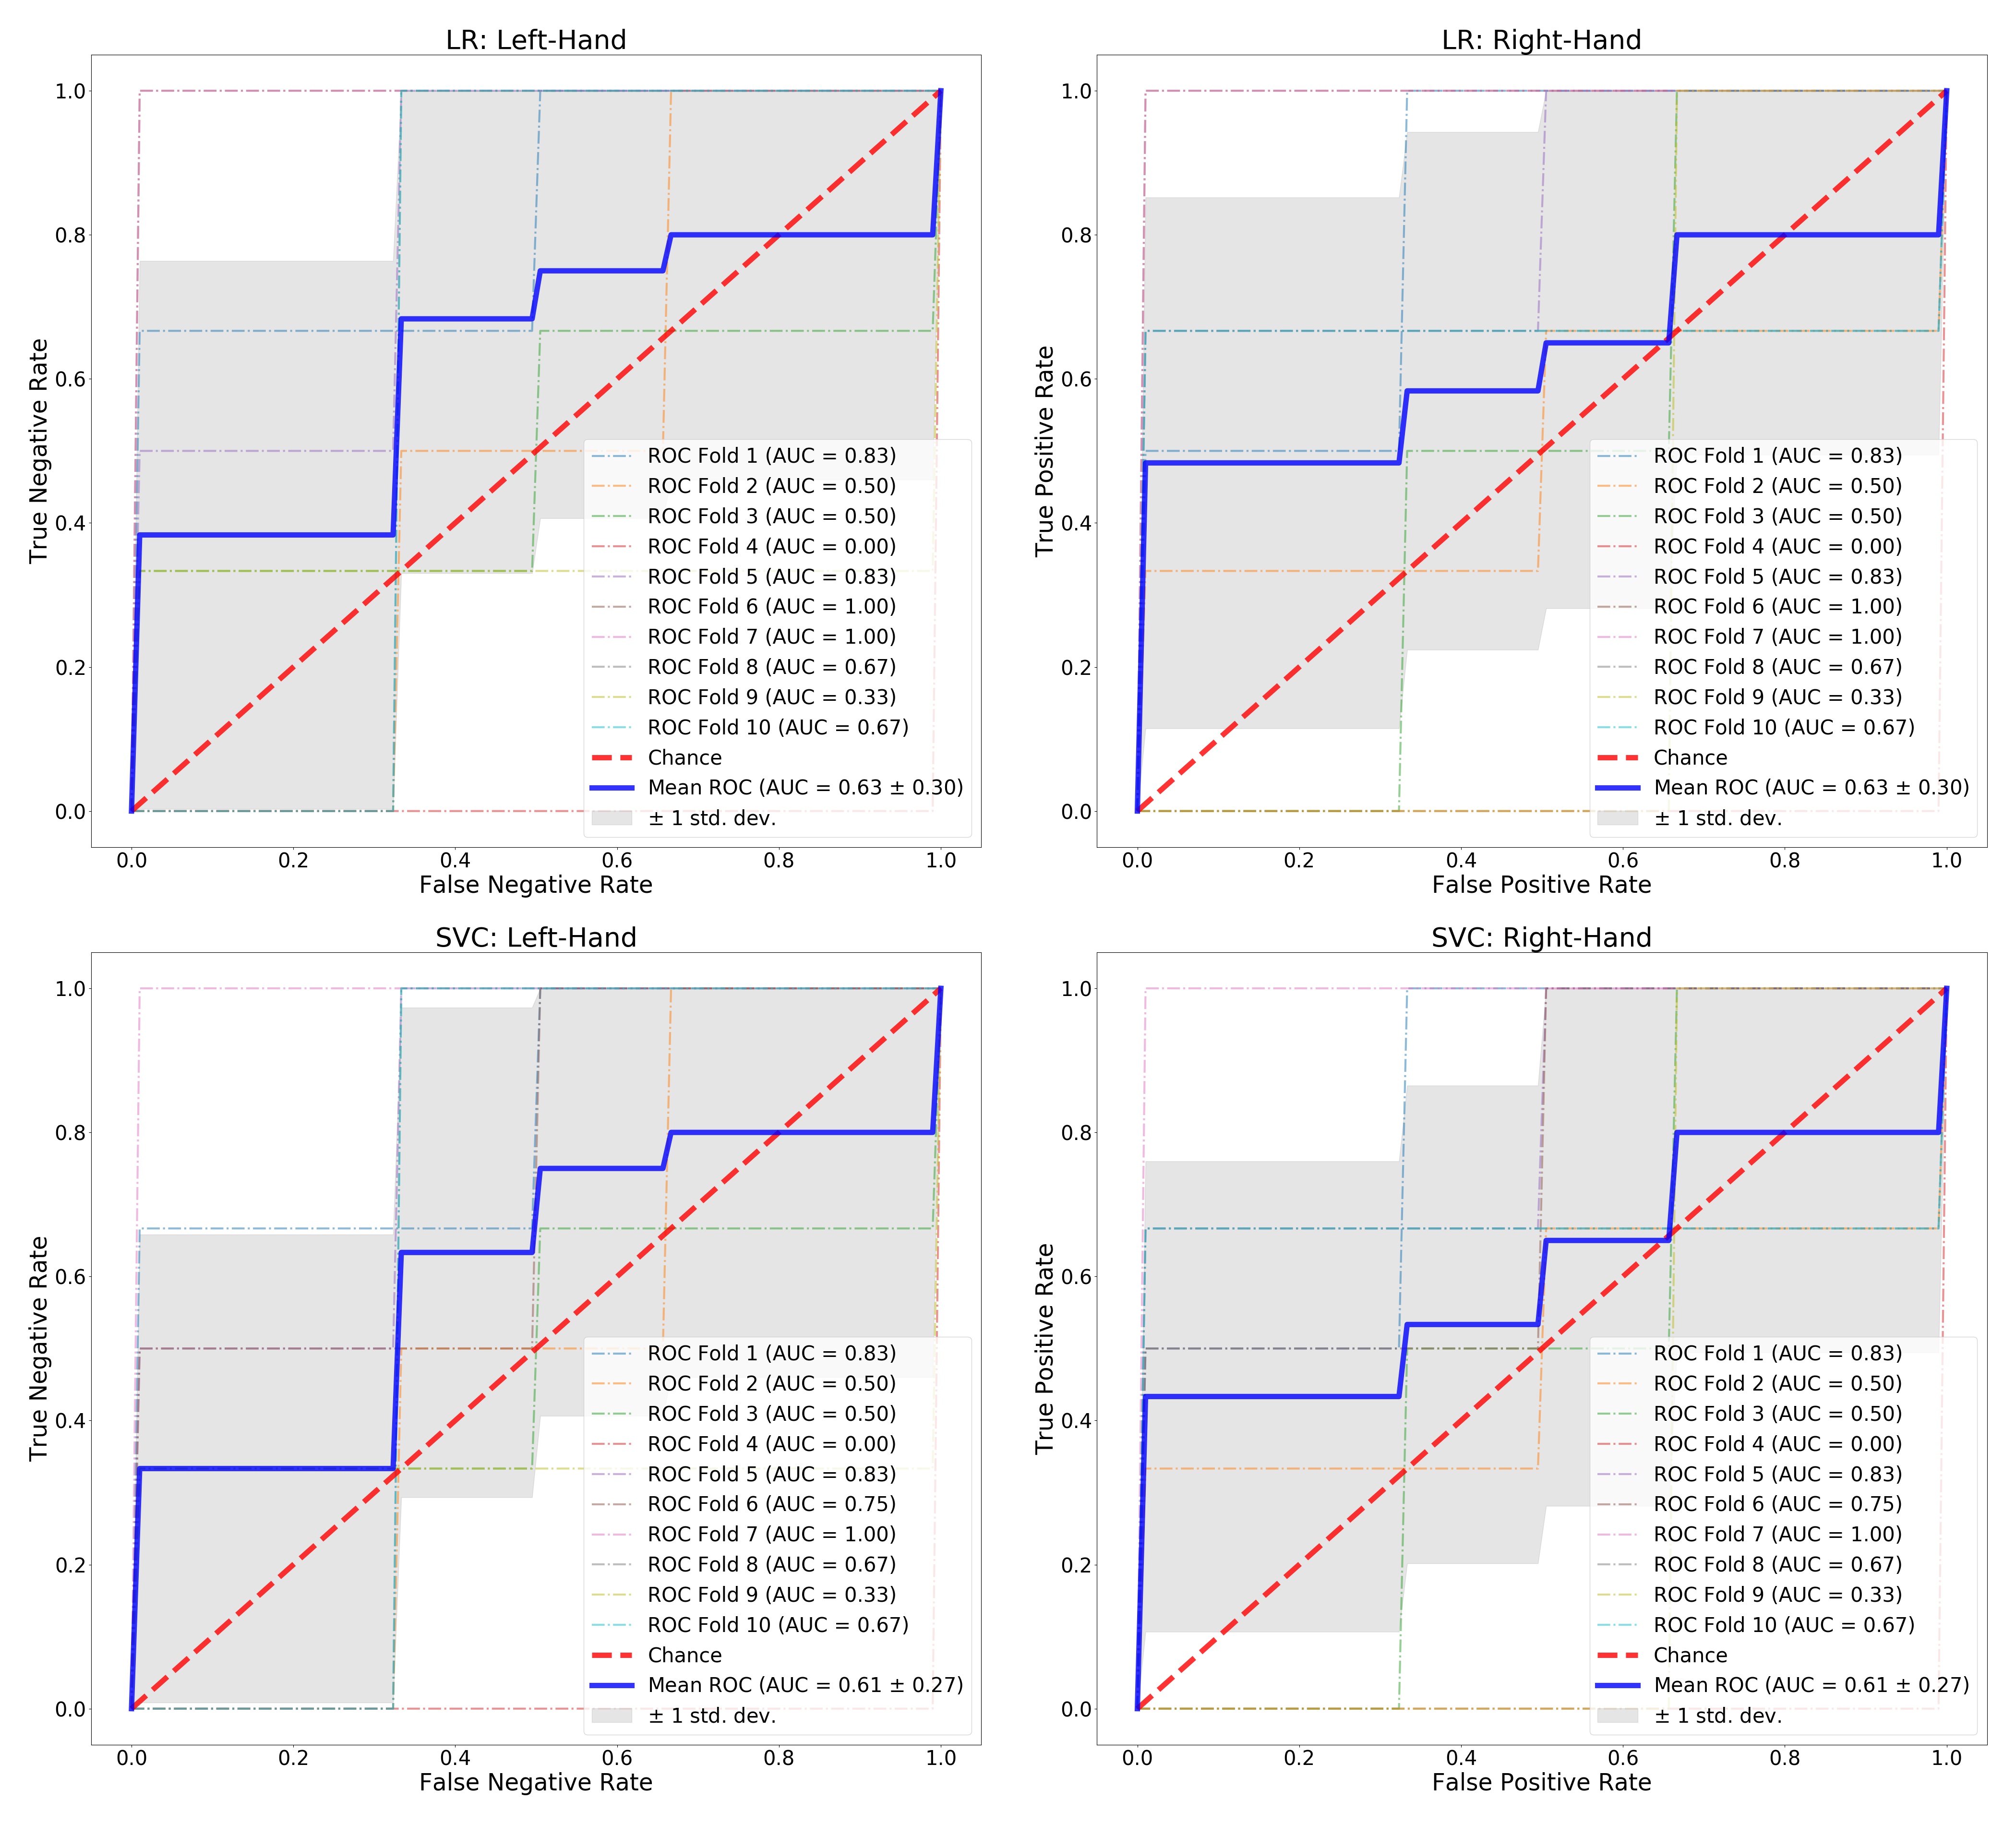 LR: Left-Hand
True Negative Rate
1.0
0.8
0.6
0.4
0.2
0.0
ROC Fold 1 (AUC = 0.83)
ROC Fold 2 (AUC = 0.50)
ROC Fold 3 (AUC = 0.50)
ROC Fold 4 (AUC = 0.00)
ROC Fold 5 (AUC = 0.83)
ROC Fold 6 (AUC = 1.00)
ROC Fold 7 (AUC = 1.00)
ROC Fold 8 (AUC = 0.67)
ROC Fold 9 (AUC = 0.33)
ROC Fold 10 (AUC = 0.67)
Chance
Mean ROC (AUC = 0.63 ± 0.30)
± 1 std. dev.
0.0 0.2 0.4 0.6 0.8 1.0
False Negative Rate
LR: Right-Hand
True Positive Rate
1.0
0.8
0.6
0.4
0.2
0.0
ROC Fold 1 (AUC = 0.83)
ROC Fold 2 (AUC = 0.50)
ROC Fold 3 (AUC = 0.50)
ROC Fold 4 (AUC = 0.00)
ROC Fold 5 (AUC = 0.83)
ROC Fold 6 (AUC = 1.00)
ROC Fold 7 (AUC = 1.00)
ROC Fold 8 (AUC = 0.67)
ROC Fold 9 (AUC = 0.33)
ROC Fold 10 (AUC = 0.67)
Chance
Mean ROC (AUC = 0.63 ± 0.30)
± 1 std. dev.
0.0 0.2 0.4 0.6 0.8 1.0
False Positive Rate
SVC: Left-Hand
True Negative Rate
1.0
0.8
0.6
0.4
0.2
0.0
ROC Fold 1 (AUC = 0.83)
ROC Fold 2 (AUC = 0.50)
ROC Fold 3 (AUC = 0.50)
ROC Fold 4 (AUC = 0.00)
ROC Fold 5 (AUC = 0.83)
ROC Fold 6 (AUC = 0.75)
ROC Fold 7 (AUC = 1.00)
ROC Fold 8 (AUC = 0.67)
ROC Fold 9 (AUC = 0.33)
ROC Fold 10 (AUC = 0.67)
Chance
Mean ROC (AUC = 0.61 ± 0.27)
± 1 std. dev.
0.0 0.2 0.4 0.6 0.8 1.0
False Negative Rate
SVC: Right-Hand
True Positive Rate
1.0
0.8
0.6
0.4
0.2
0.0
ROC Fold 1 (AUC = 0.83)
ROC Fold 2 (AUC = 0.50)
ROC Fold 3 (AUC = 0.50)
ROC Fold 4 (AUC = 0.00)
ROC Fold 5 (AUC = 0.83)
ROC Fold 6 (AUC = 0.75)
ROC Fold 7 (AUC = 1.00)
ROC Fold 8 (AUC = 0.67)
ROC Fold 9 (AUC = 0.33)
ROC Fold 10 (AUC = 0.67)
Chance
Mean ROC (AUC = 0.61 ± 0.27)
± 1 std. dev.
0.0 0.2 0.4 0.6 0.8 1.0
False Positive Rate